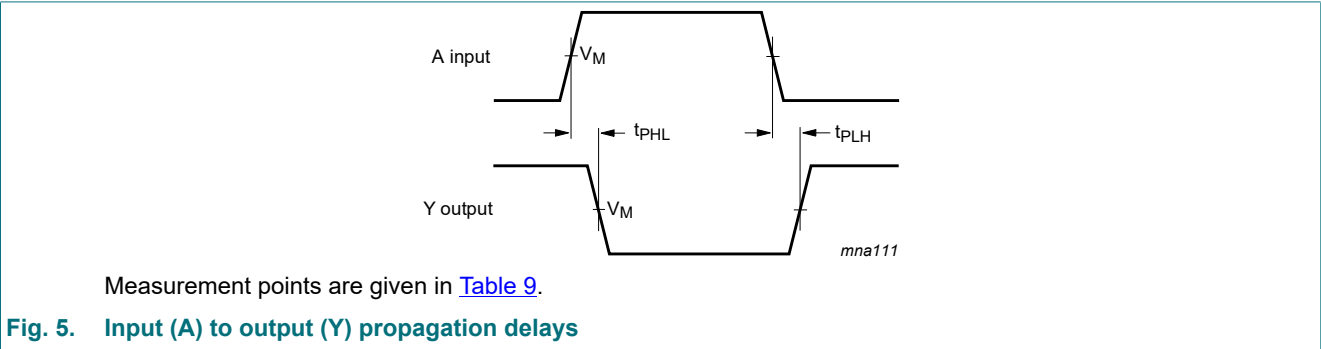 A input
VM
tPHL
tPLH
Y output
VM
mna111
Measurement points are given in Table 9.
Fig. 5. Input (A) to output (Y) propagation delays